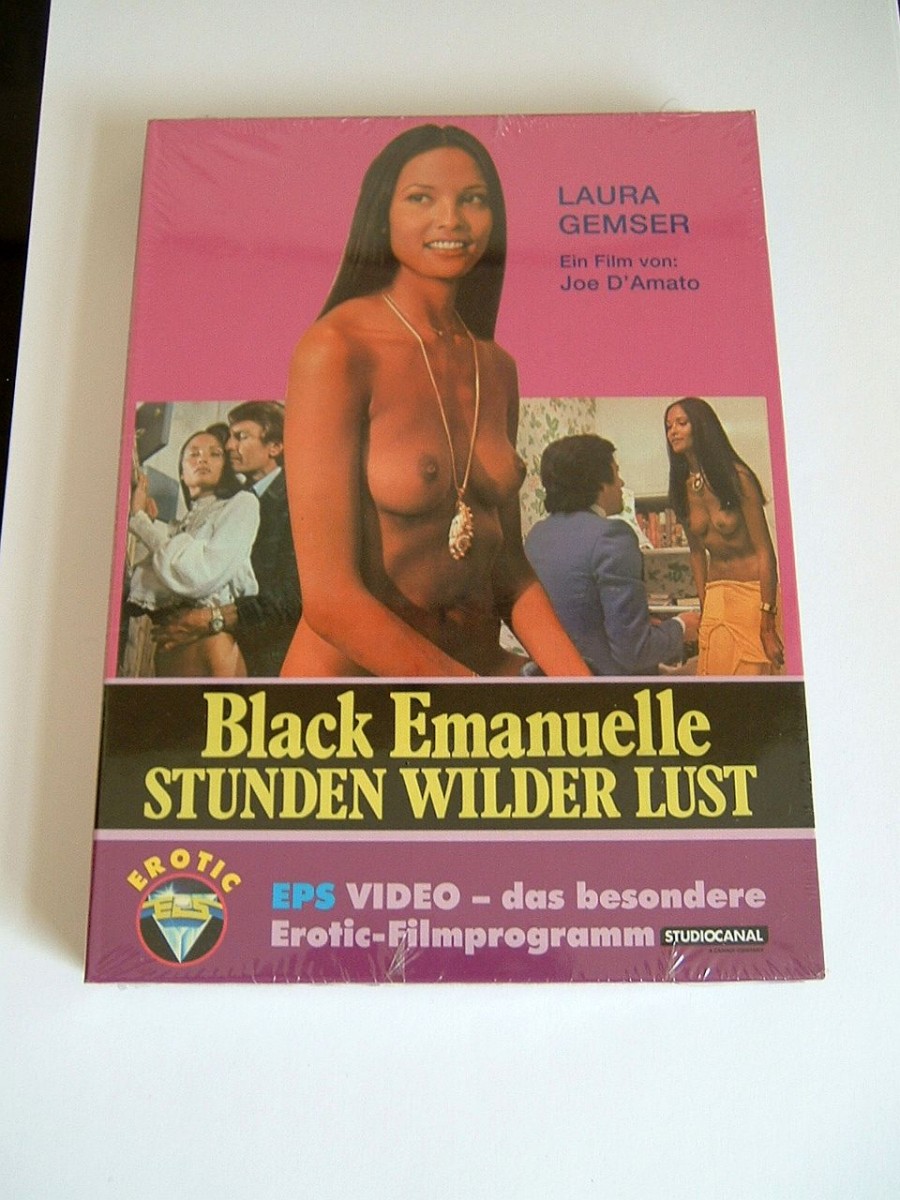 LAURA
GEMSER
Ein Film von:
Joe D'Amato
Black Emanuelle
STUNDEN WILDER LUST
EROTIC
EPS VIDEO – das besondere
Erotic-Filmprogramm STUDIOCANAL